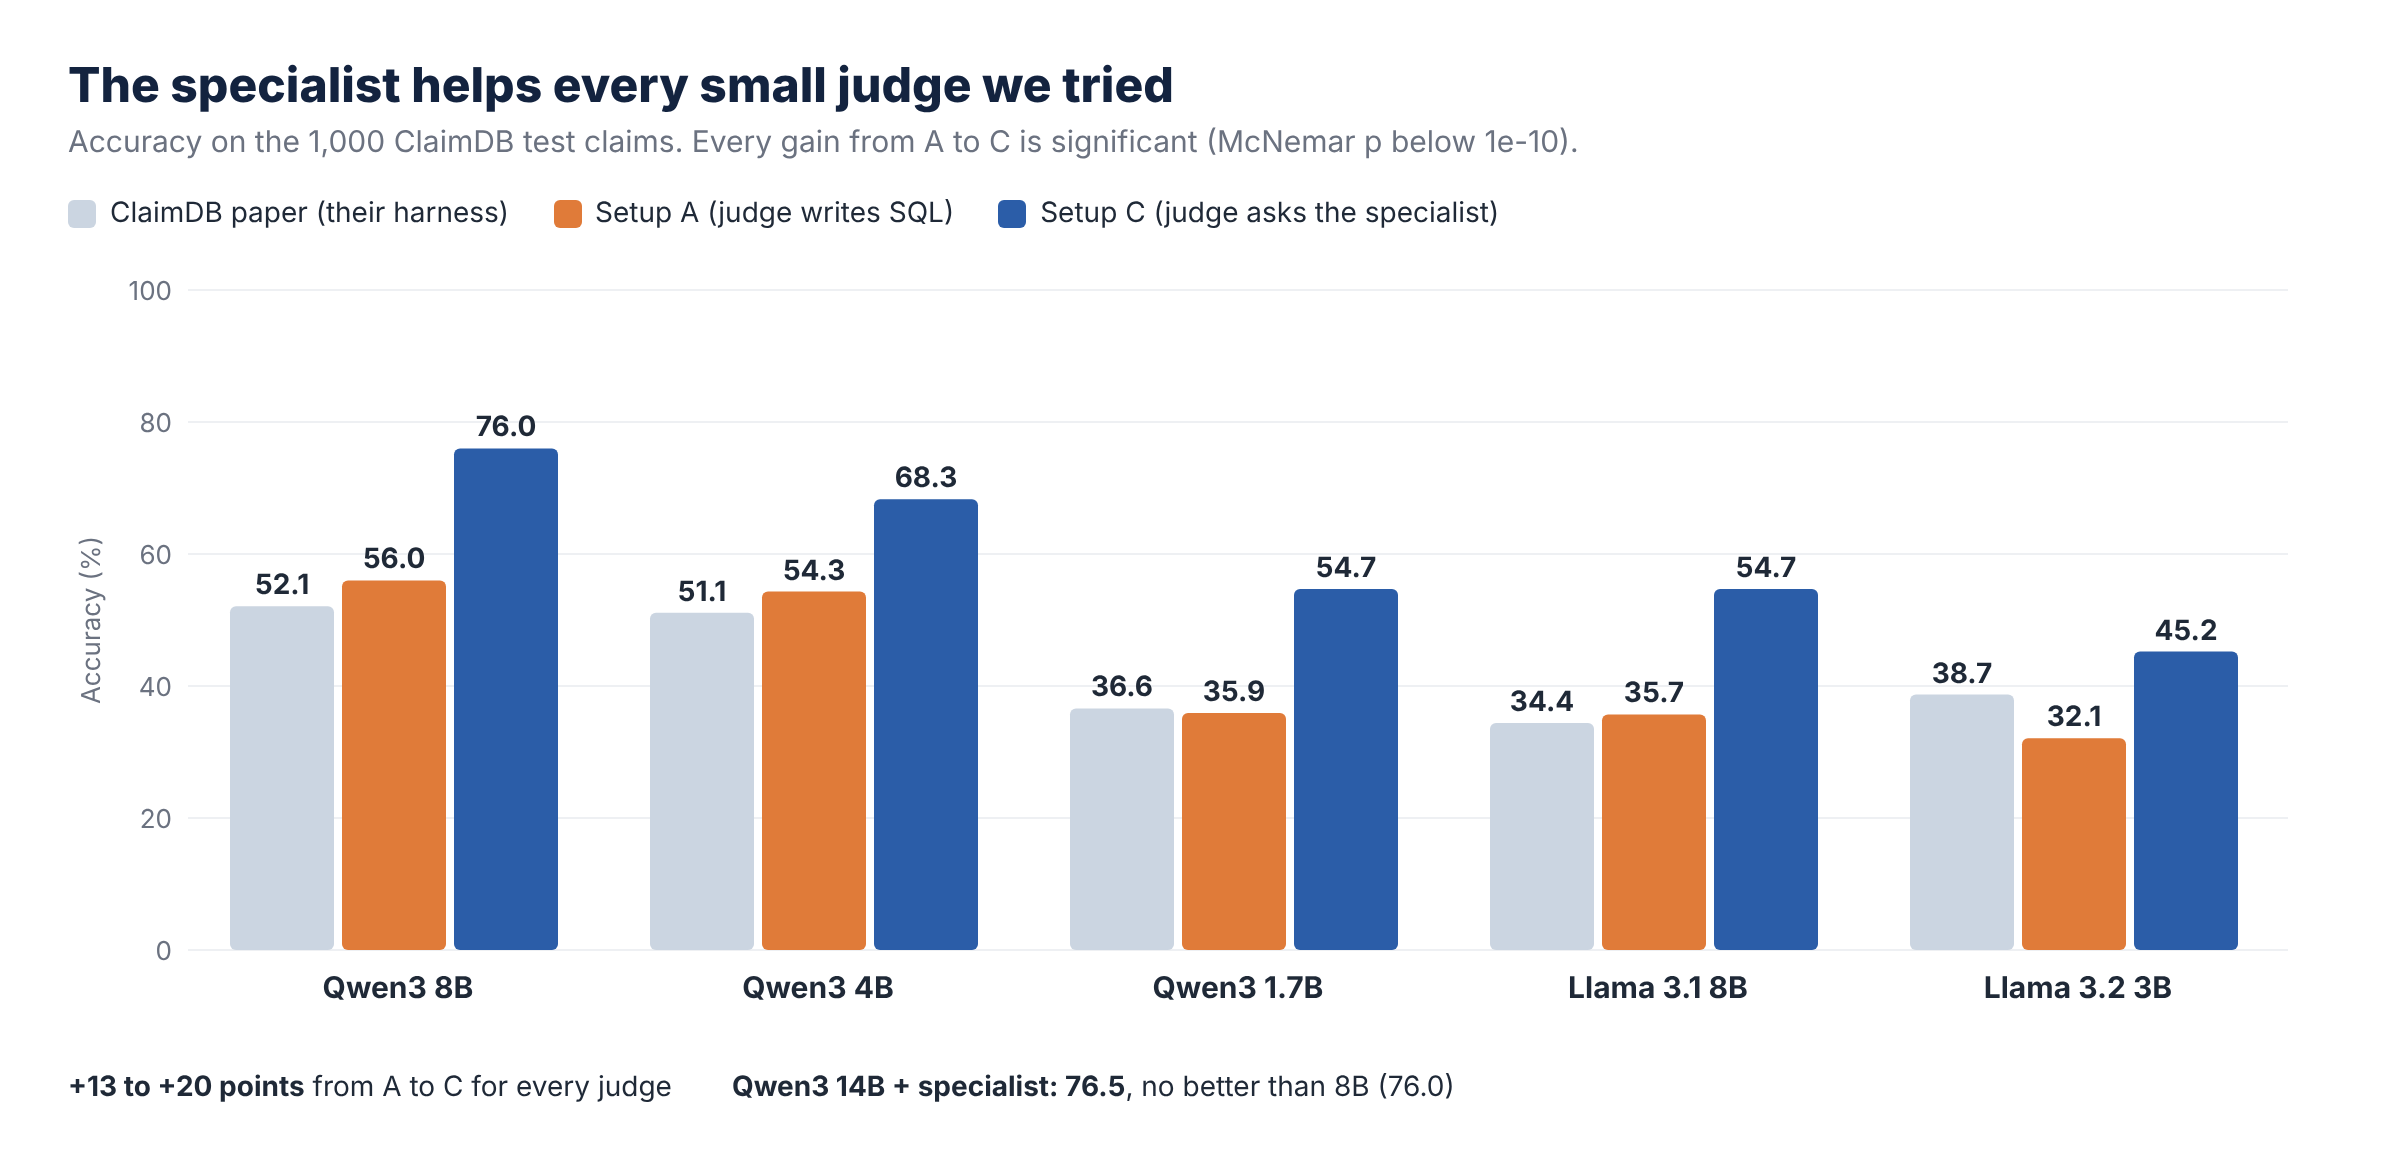 The specialist helps every small judge we tried
Accuracy on the 1,000 ClaimDB test claims. Every gain from A to C is significant (McNemar p below 1e-10).
ClaimDB paper (their harness) Setup A (judge writes SQL) Setup C (judge asks the specialist)
Accuracy (%)
100
80
60
40
20
0
52.1 56.0 76.0
51.1 54.3 68.3
36.6 35.9 54.7
34.4 35.7 54.7
38.7 32.1 45.2
Qwen3 8B Qwen3 4B Qwen3 1.7B Llama 3.1 8B Llama 3.2 3B
+13 to +20 points from A to C for every judge Qwen3 14B + specialist: 76.5, no better than 8B (76.0)